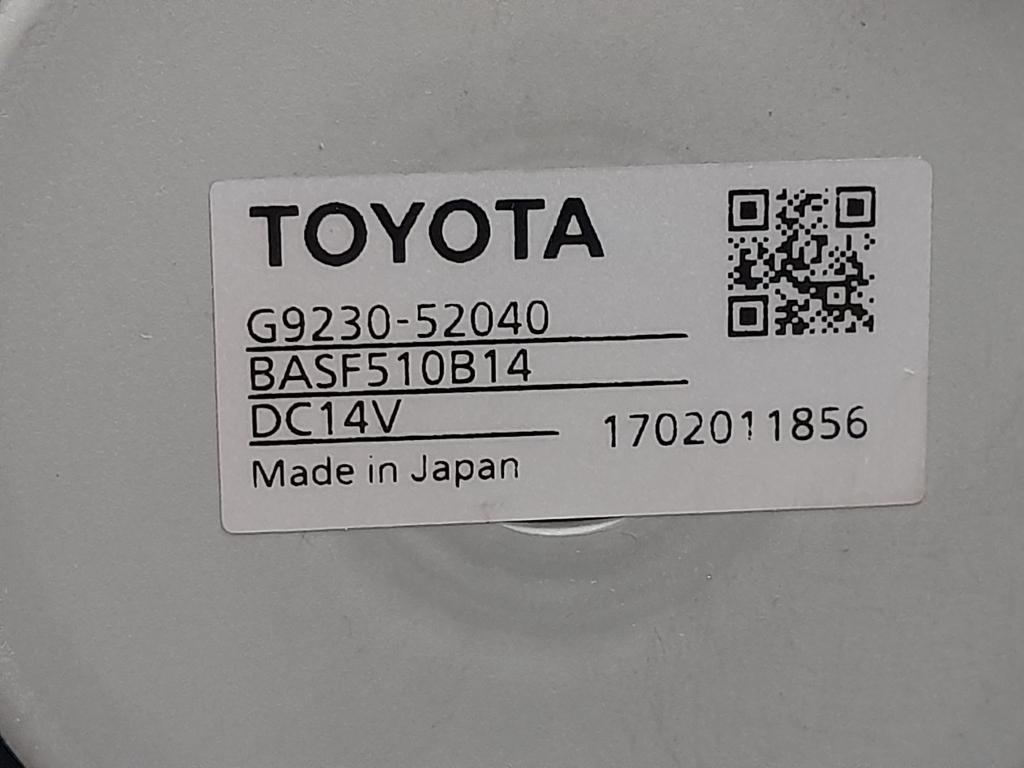 TOYOTA
G9230-52040
BASF510B14
DC14V
1702011856
Made in Japan